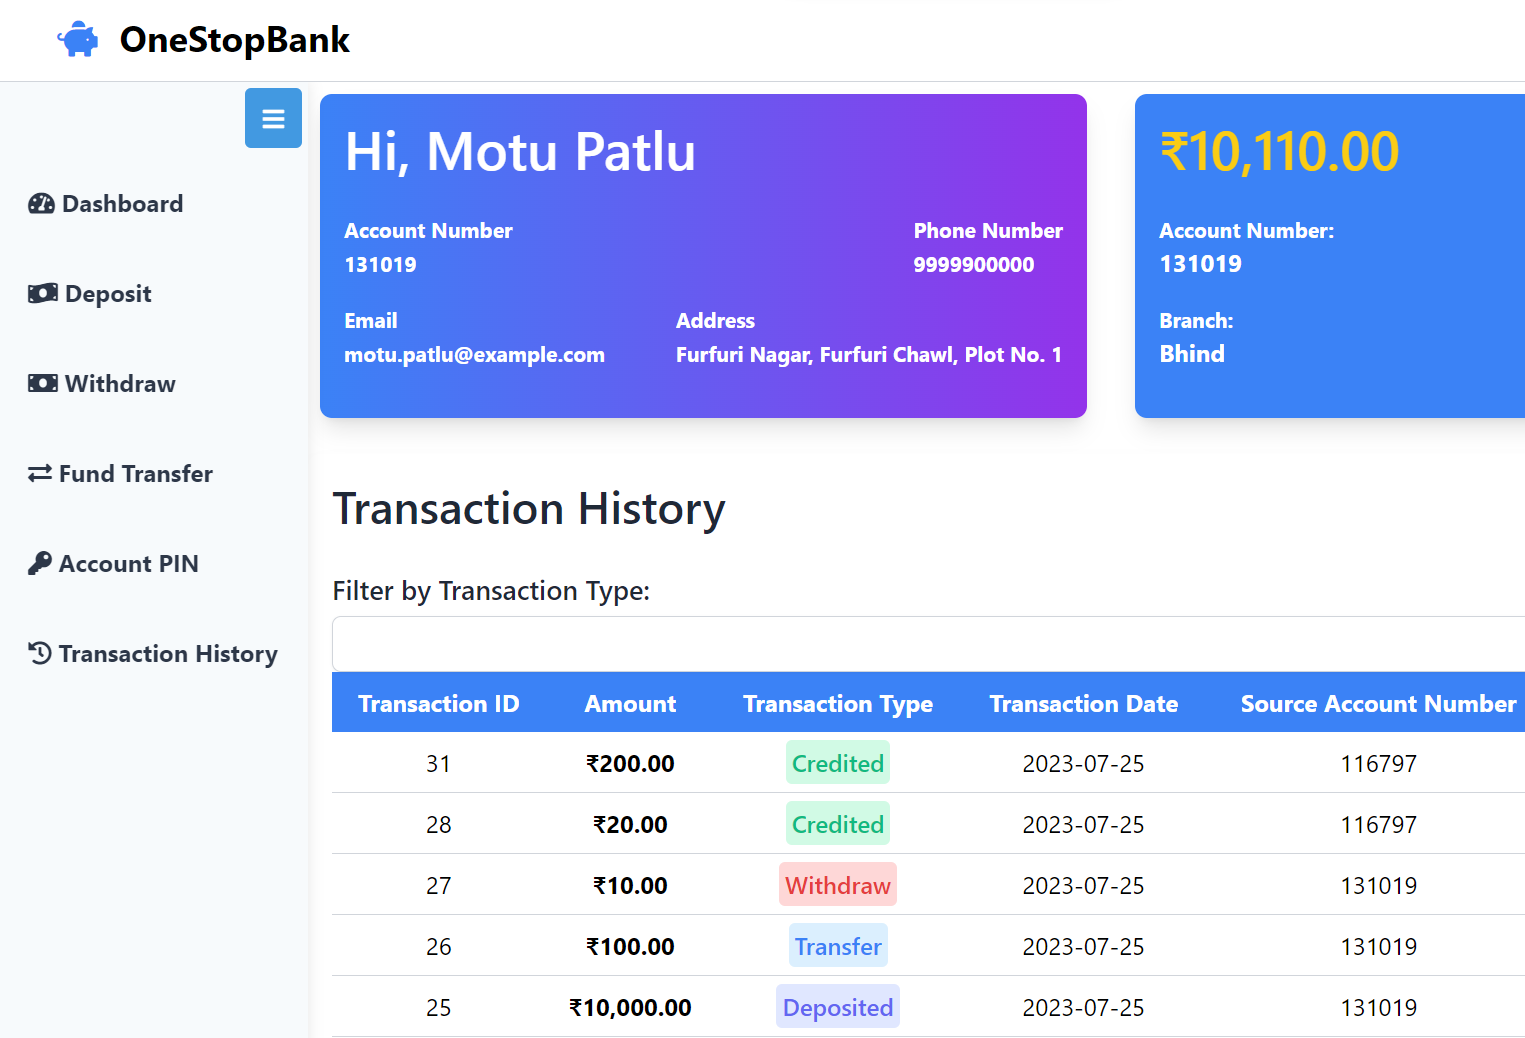 OneStopBank
Dashboard
Deposit
Withdraw
Fund Transfer
Account PIN
Transaction History
Hi, Motu Patlu
Account Number
131019
Phone Number
9999900000
Email
motu.patlu@example.com
Address
Furfuri Nagar, Furfuri Chawl, Plot No. 1
₹10,110.00
Account Number:
131019
Branch:
Bhind
Transaction History
Filter by Transaction Type:
Transaction ID Amount Transaction Type Transaction Date Source Account Number
31 ₹200.00 Credited 2023-07-25 116797
28 ₹20.00 Credited 2023-07-25 116797
27 ₹10.00 Withdraw 2023-07-25 131019
26 ₹100.00 Transfer 2023-07-25 131019
25 ₹10,000.00 Deposited 2023-07-25 131019